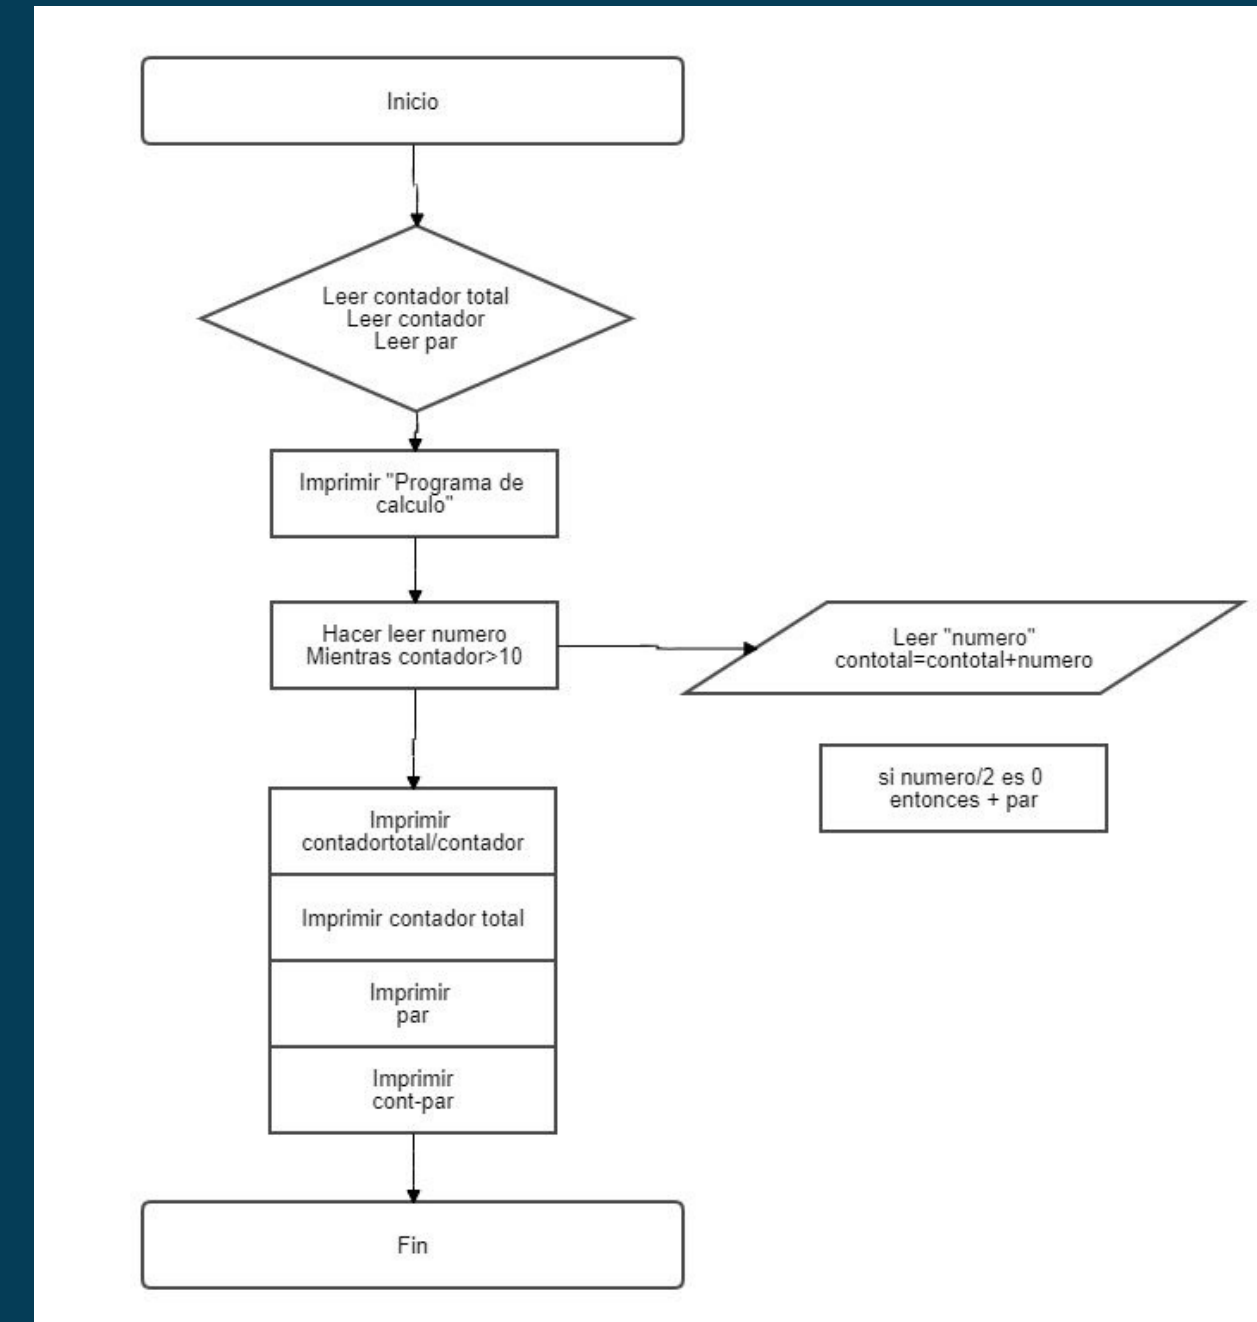 Inicio
Leer contador total
Leer contador
Leer par
Imprimir "Programa de
calculo"
Hacer leer numero
Mientras contador>10
Leer "numero"
contotal=contotal+numero
si numero/2 es 0
entonces + par
Imprimir
contadortotal/contador
Imprimir contador total
Imprimir
par
Imprimir
cont-par
Fin